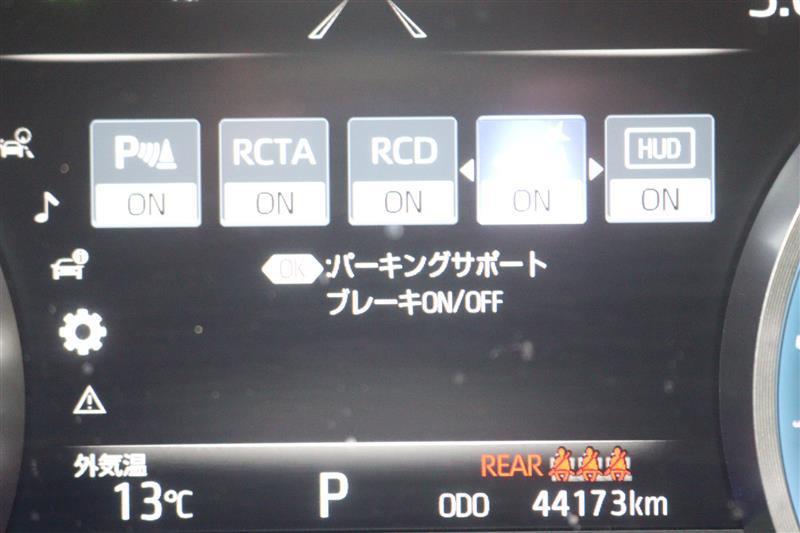 P RCTA RCD HUD
ON ON ON ON ON
OK:パーキングサポート
ブレーキON/OFF
外気温 REAR
13℃ P ODO 44173km